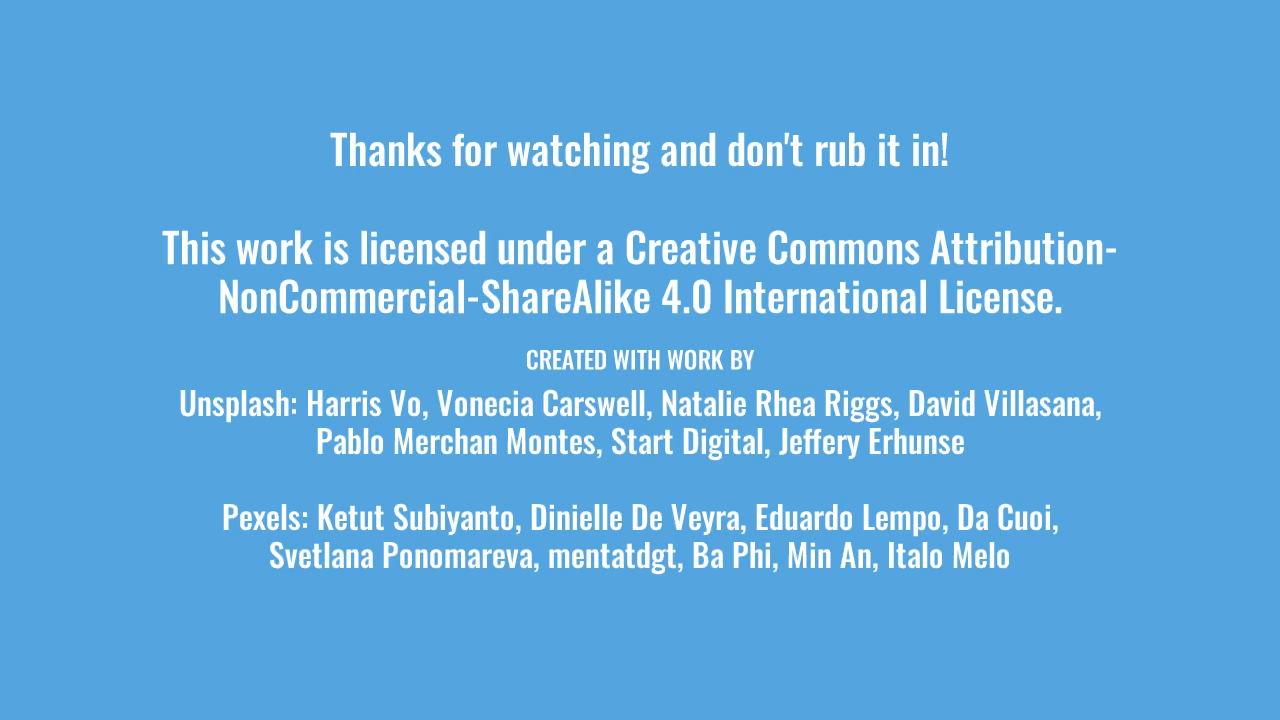 Thanks for watching and don't rub it in!
This work is licensed under a Creative Commons Attribution-
NonCommercial-ShareAlike 4.0 International License.
CREATED WITH WORK BY
Unsplash: Harris Vo, Vonecia Carswell, Natalie Rhea Riggs, David Villasana,
Pablo Merchan Montes, Start Digital, Jeffery Erhunse
Pexels: Ketut Subiyanto, Dinielle De Veyra, Eduardo Lempo, Da Cuoi,
Svetlana Ponomareva, mentatdgt, Ba Phi, Min An, Italo Melo